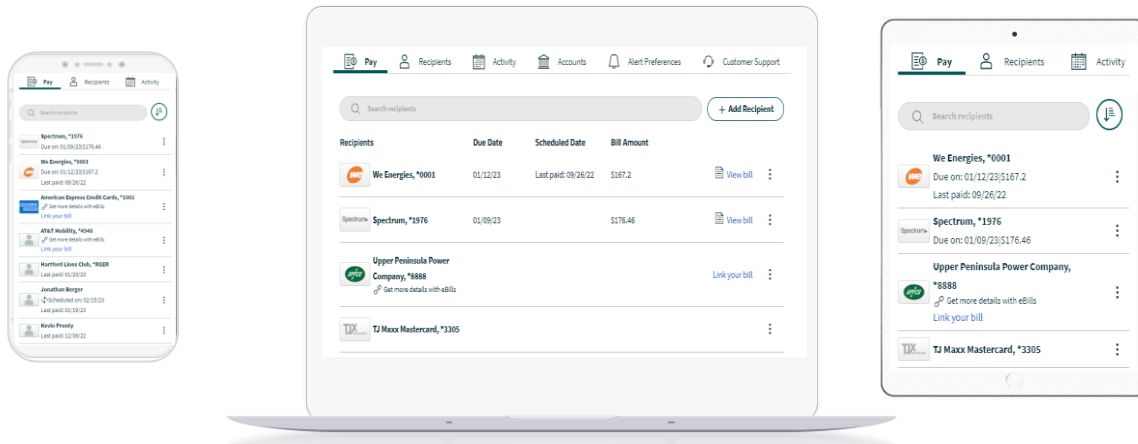 Pay Recipients Activity
Search recipients
Spectrum, *1976
Due on: 01/09/23|$176.46
We Energies, *0001
Due on: 01/12/23|$167.2
Last paid: 09/26/22
American Express Credit Cards, *1002
Get more details with eBills
Link your bill
AT&T Mobility, *4946
Get more details with eBills
Link your bill
Hartford Lions Club, *RGER
Last paid: 01/20/23
Jonathan Berger
Scheduled on: 02/15/23
Last paid: 01/18/23
Kevin Prunty
Last paid: 12/09/22
Pay Recipients Activity Accounts Alert Preferences Customer Support
Search recipients + Add Recipient
Recipients Due Date Scheduled Date Bill Amount
we We Energies, *0001 01/12/23 Last paid: 09/26/22 $167.2 View bill
Spectrum Spectrum, *1976 01/09/23 $176.46 View bill
Upper Peninsula Power
Company, *8888 Link your bill
Get more details with eBills
TJX TJ Maxx Mastercard, *3305
Pay Recipients Activity
Search recipients
We Energies, *0001
we Due on: 01/12/23|$167.2
Last paid: 09/26/22
Spectrum, *1976
Spectrum Due on: 01/09/23|$176.46
Upper Peninsula Power Company,
*8888
Get more details with eBills
Link your bill
TJX TJ Maxx Mastercard, *3305